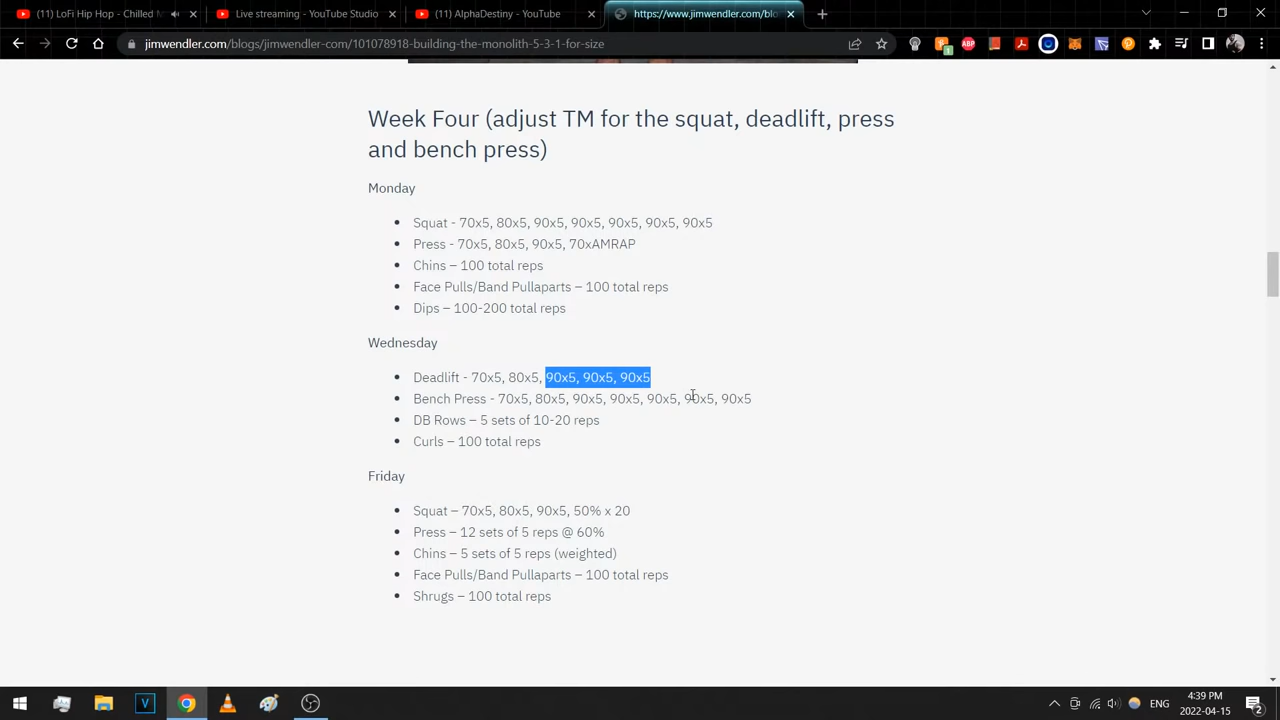 (11) LoFi Hip Hop - Chilled M
Live streaming - YouTube Studio
(11) AlphaDestiny - YouTube
https://www.jimwendler.com/blo
jimwendler.com/blogs/jimwendler-com/101078918-building-the-monolith-5-3-1-for-size
Week Four (adjust TM for the squat, deadlift, press
and bench press)
Monday
Squat - 70x5, 80x5, 90x5, 90x5, 90x5, 90x5, 90x5
Press - 70x5, 80x5, 90x5, 70xAMRAP
Chins – 100 total reps
Face Pulls/Band Pullaparts – 100 total reps
Dips – 100-200 total reps
Wednesday
Deadlift - 70x5, 80x5, 90x5, 90x5, 90x5
Bench Press - 70x5, 80x5, 90x5, 90x5, 90x5, 90x5, 90x5
DB Rows – 5 sets of 10-20 reps
Curls – 100 total reps
Friday
Squat – 70x5, 80x5, 90x5, 50% x 20
Press – 12 sets of 5 reps @ 60%
Chins – 5 sets of 5 reps (weighted)
Face Pulls/Band Pullaparts – 100 total reps
Shrugs – 100 total reps
ENG
4:39 PM
2022-04-15
2